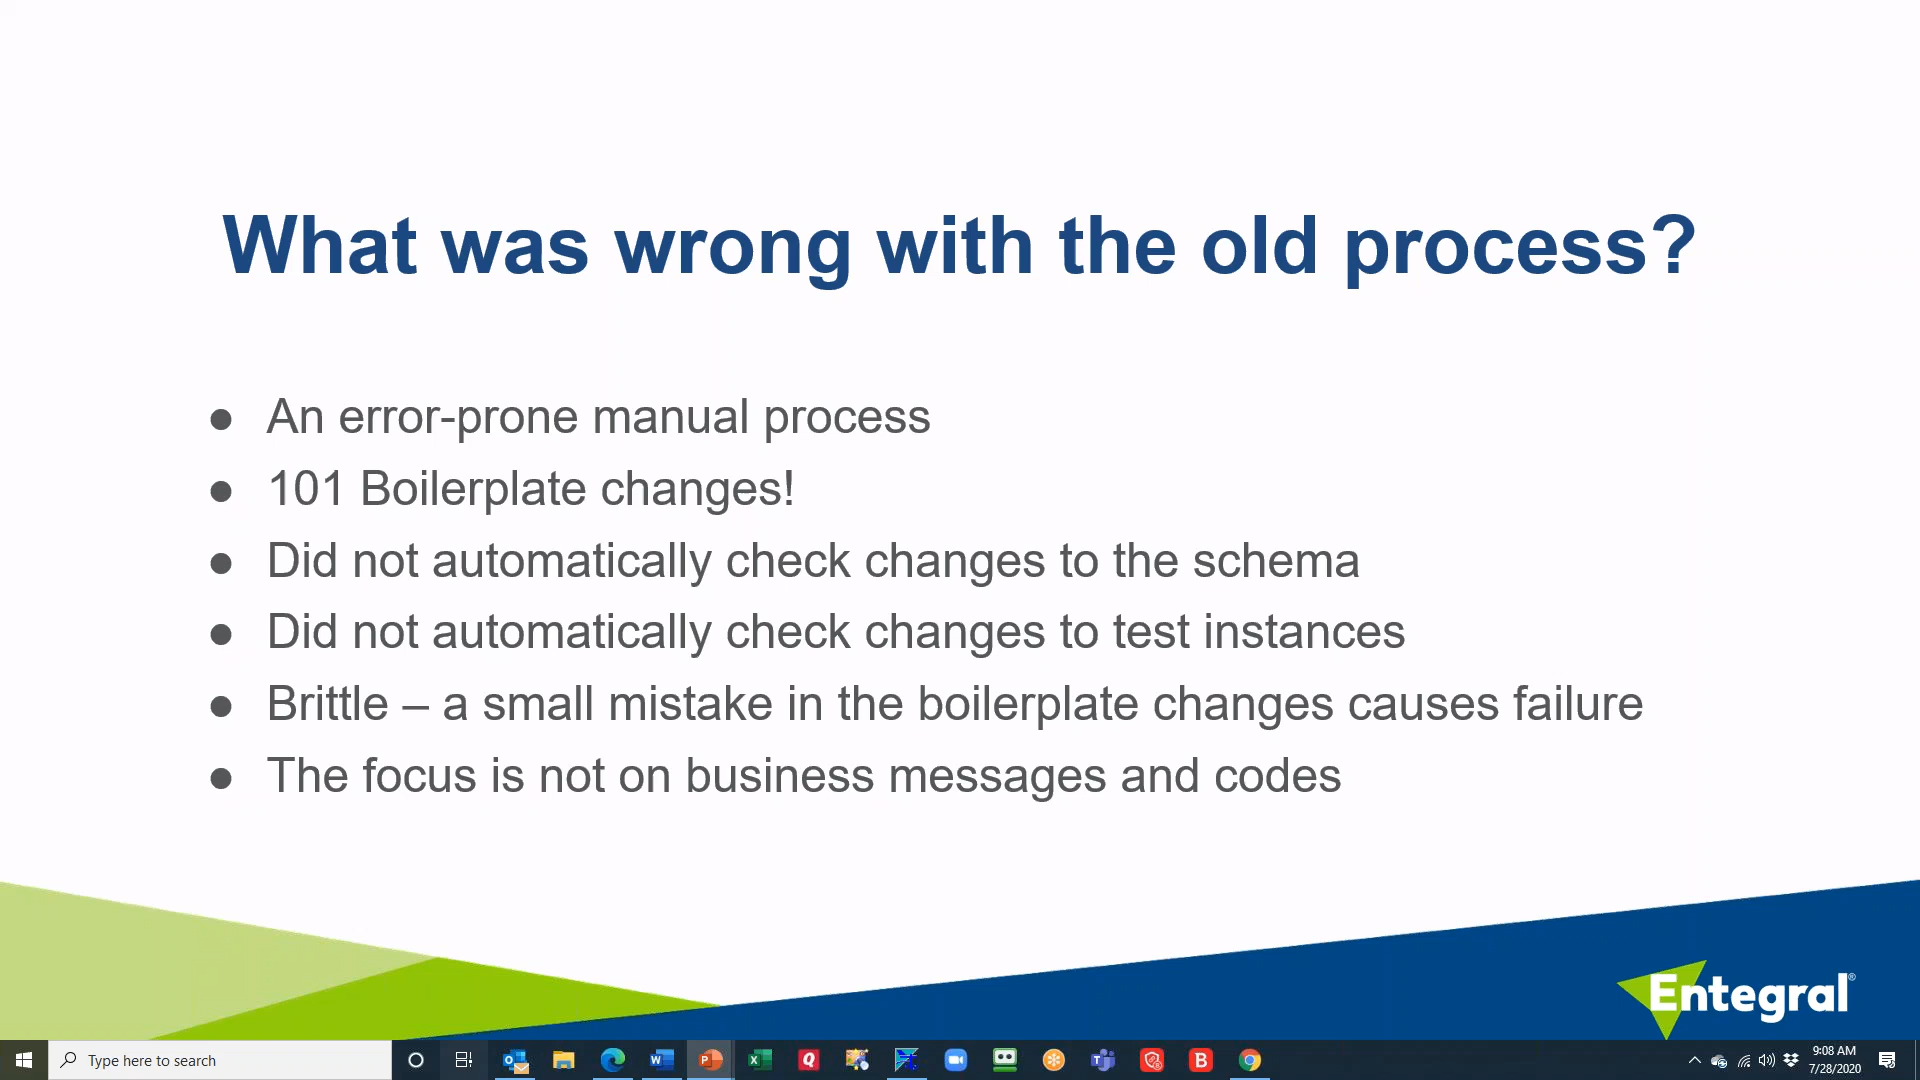 What was wrong with the old process?
● An error-prone manual process
● 101 Boilerplate changes!
● Did not automatically check changes to the schema
● Did not automatically check changes to test instances
● Brittle – a small mistake in the boilerplate changes causes failure
● The focus is not on business messages and codes
Entegral®
Type here to search
9:08 AM
7/28/2020